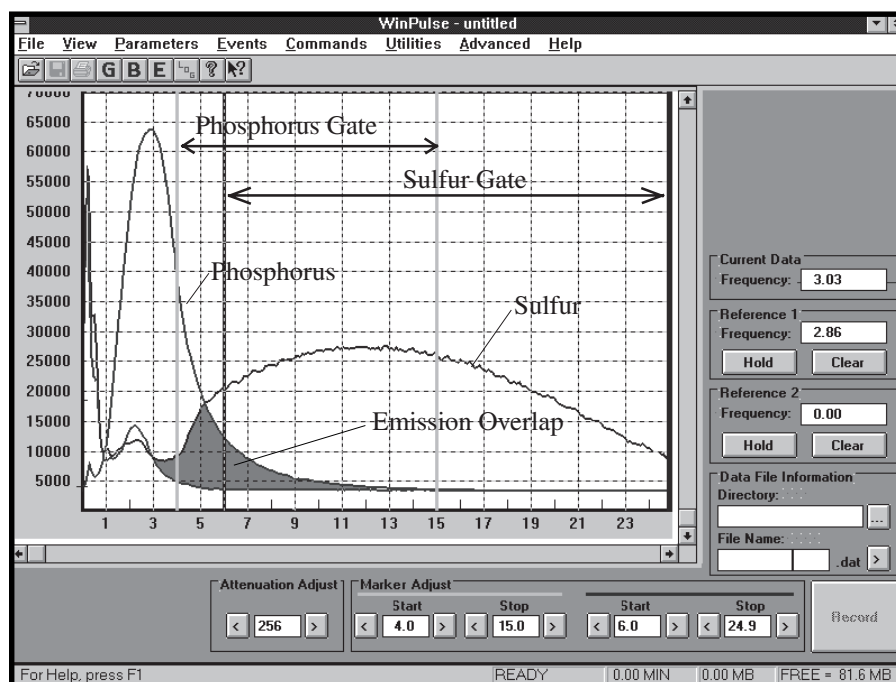 WinPulse - untitled
File View Parameters Events Commands Utilities Advanced Help
G B E LOG ? ?
70000
65000
60000
55000
50000
45000
40000
35000
30000
25000
20000
15000
10000
5000
Phosphorus Gate
Sulfur Gate
Phosphorus
Sulfur
Emission Overlap
1 3 5 7 9 11 13 15 17 19 21 23
Current Data
Frequency: 3.03
Reference 1
Frequency: 2.86
Hold Clear
Reference 2
Frequency: 0.00
Hold Clear
Data File Information
Directory:
...
File Name:
.dat >
Attenuation Adjust
< 256 >
Marker Adjust
Start Stop Start Stop
< 4.0 > < 15.0 > < 6.0 > < 24.9 >
Record
For Help, press F1 READY 0.00 MIN 0.00 MB FREE = 81.6 MB